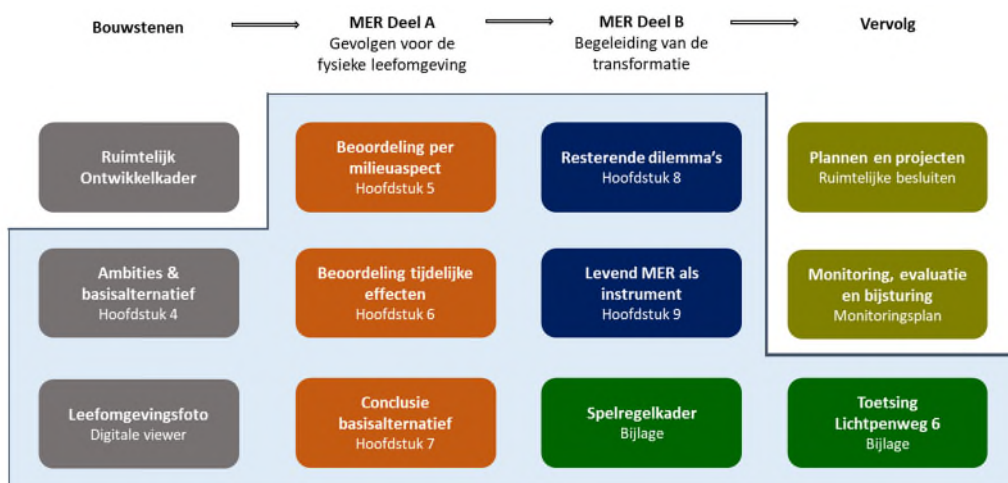 Bouwstenen
MER Deel A
Gevolgen voor de
fysieke leefomgeving
MER Deel B
Begeleiding van de
transformatie
Vervolg
Ruimtelijk
Ontwikkelkader
Beoordeling per
milieuaspect
Hoofdstuk 5
Resterende dilemma's
Hoofdstuk 8
Plannen en projecten
Ruimtelijke besluiten
Ambities &
basisalternatief
Hoofdstuk 4
Beoordeling tijdelijke
effecten
Hoofdstuk 6
Levend MER als
instrument
Hoofdstuk 9
Monitoring, evaluatie
en bijsturing
Monitoringsplan
Leefomgevingsfoto
Digitale viewer
Conclusie
basisalternatief
Hoofdstuk 7
Spelregelkader
Bijlage
Toetsing
Lichtpenweg 6
Bijlage